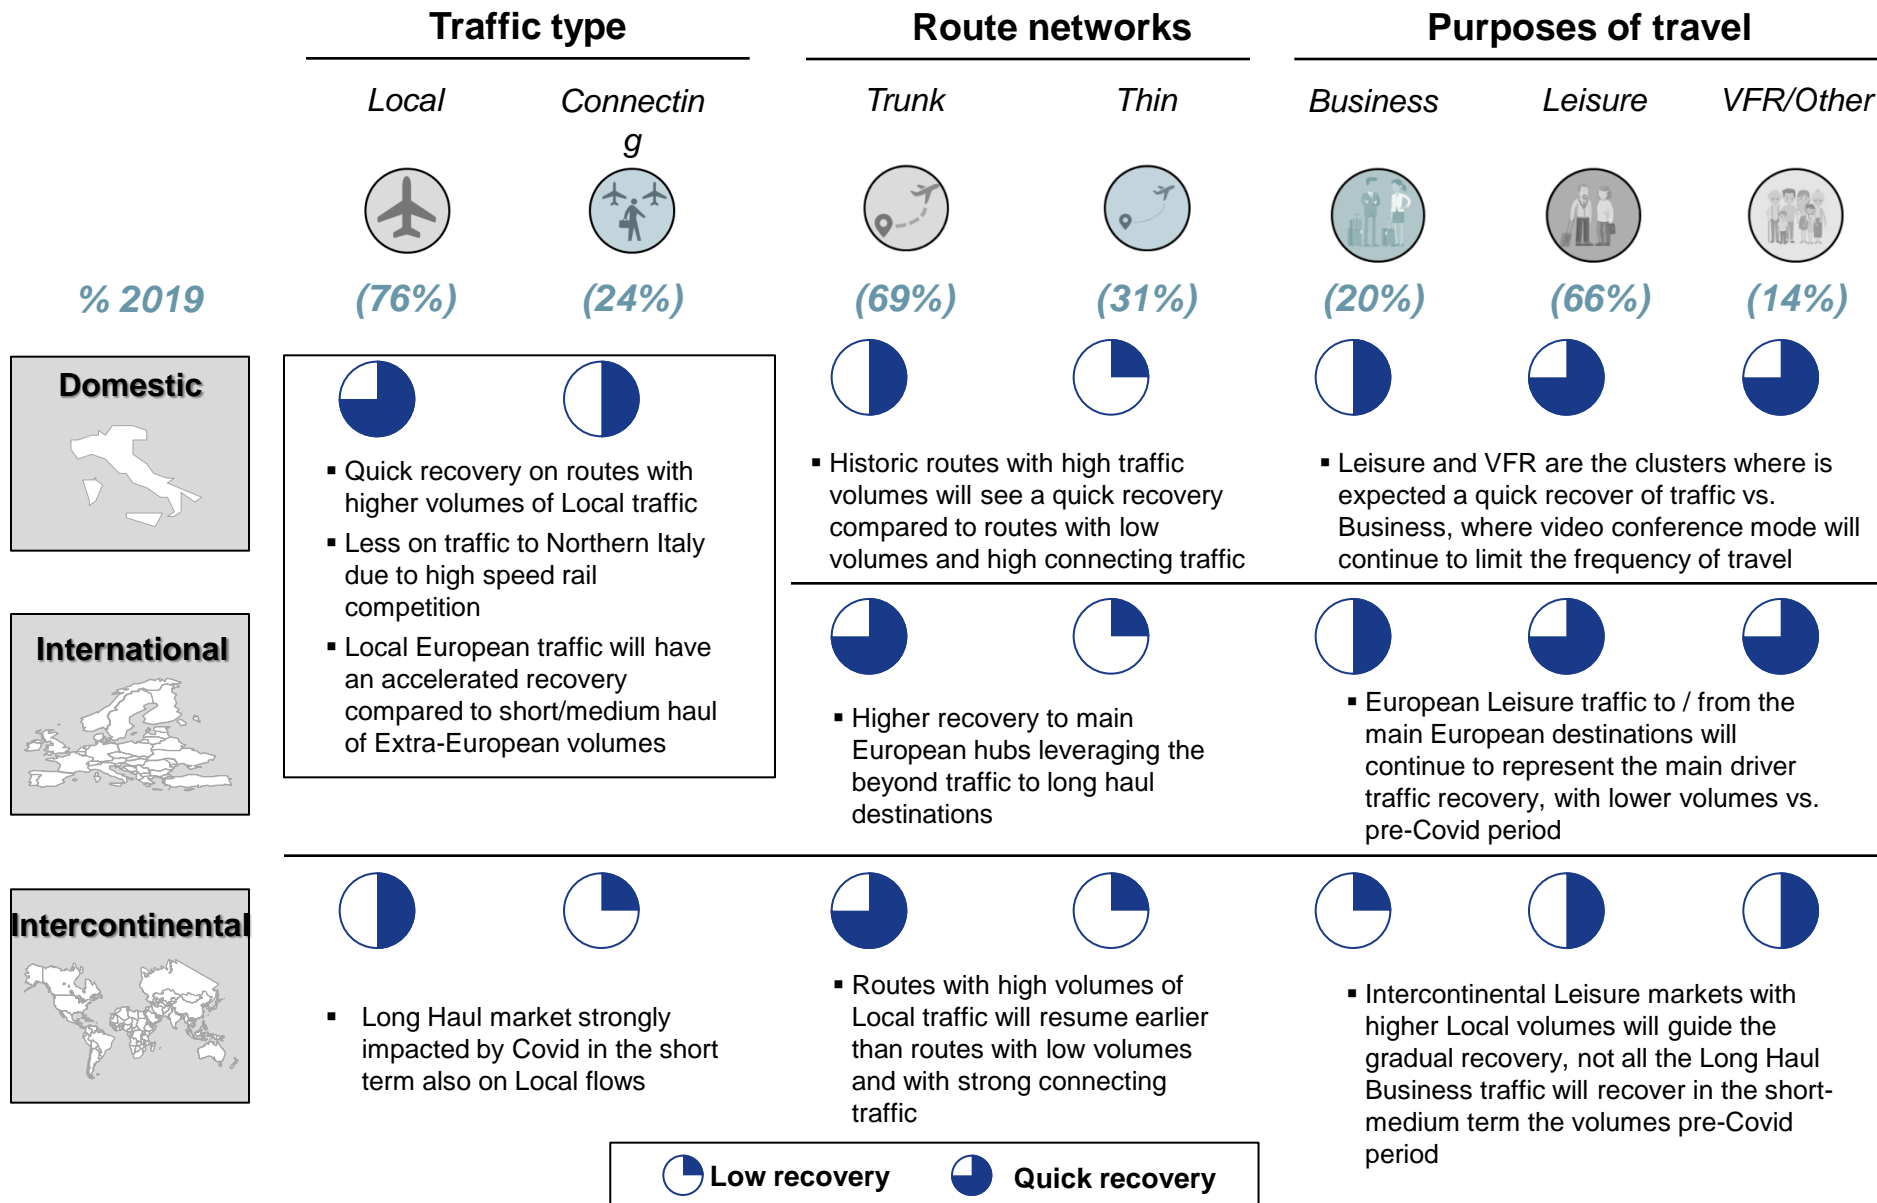 Traffic type
Route networks
Purposes of travel
Local
Connectin
g
Trunk
Thin
Business
Leisure
VFR/Other
% 2019
(76%)
(24%)
(69%)
(31%)
(20%)
(66%)
(14%)
Domestic
▪ Quick recovery on routes with
higher volumes of Local traffic
▪ Less on traffic to Northern Italy
due to high speed rail
competition
▪ Local European traffic will have
an accelerated recovery
compared to short/medium haul
of Extra-European volumes
▪ Historic routes with high traffic
volumes will see a quick recovery
compared to routes with low
volumes and high connecting traffic
▪ Leisure and VFR are the clusters where is
expected a quick recover of traffic vs.
Business, where video conference mode will
continue to limit the frequency of travel
International
▪ Higher recovery to main
European hubs leveraging the
beyond traffic to long haul
destinations
▪ European Leisure traffic to / from the
main European destinations will
continue to represent the main driver
traffic recovery, with lower volumes vs.
pre-Covid period
Intercontinental
▪ Long Haul market strongly
impacted by Covid in the short
term also on Local flows
▪ Routes with high volumes of
Local traffic will resume earlier
than routes with low volumes
and with strong connecting
traffic
▪ Intercontinental Leisure markets with
higher Local volumes will guide the
gradual recovery, not all the Long Haul
Business traffic will recover in the short-
medium term the volumes pre-Covid
period
Low recovery
Quick recovery